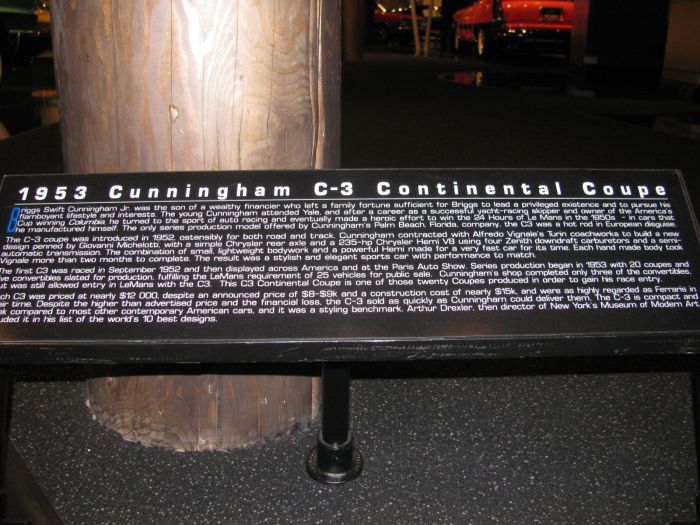 1953 Cunningham C-3 Continental Coupe
Briggs Swift Cunningham Jr. was the son of a wealthy financier who left a family fortune sufficient for Briggs to lead a privileged existence and to pursue his
flamboyant lifestyle and interests. The young Cunningham attended Yale, and after a career as a successful yacht-racing skipper and owner of the America's
Cup winning Columbia, he turned to the sport of auto racing and eventually made a heroic effort to win the 24 Hours of Le Mans in the 1950s - in cars that
he manufactured himself. The only series production model offered by Cunningham's Palm Beach, Florida, company, the C3 was a hot rod in European disguise.
The C-3 coupe was introduced in 1952, ostensibly for both road and track. Cunningham contracted with Alfredo Vignale's Turin coachworks to build a new
design penned by Giovanni Michelotti, with a simple Chrysler rear axle and a 235-hp Chrysler Hemi V8 using four Zenith downdraft carburetors and a semi-
automatic transmission. The combination of small, lightweight bodywork and a powerful Hemi made for a very fast car for its time. Each hand made body took
Vignale more than two months to complete. The result was a stylish and elegant sports car with performance to match.
The first C3 was raced in September 1952 and then displayed across America and at the Paris Auto Show. Series production began in 1953 with 20 coupes and
ve convertibles slated for production, fulfilling the LeMans requirement of 25 vehicles for public sale. Cunningham's shop completed only three of the convertibles,
ut was still allowed entry in LeMans with the C3. This C3 Continental Coupe is one of those twenty Coupes produced in order to gain his race entry.
ch C3 was priced at nearly $12,000, despite an announced price of $8-$9k and a construction cost of nearly $15k, and were as highly regarded as Ferraris in
er time. Despite the higher than advertised price and the financial loss, the C-3 sold as quickly as Cunningham could deliver them. The C-3 is compact and
ek compared to most other contemporary American cars, and it was a styling benchmark. Arthur Drexler, then director of New York's Museum of Modern Art
uded it in his list of the world's 10 best designs.